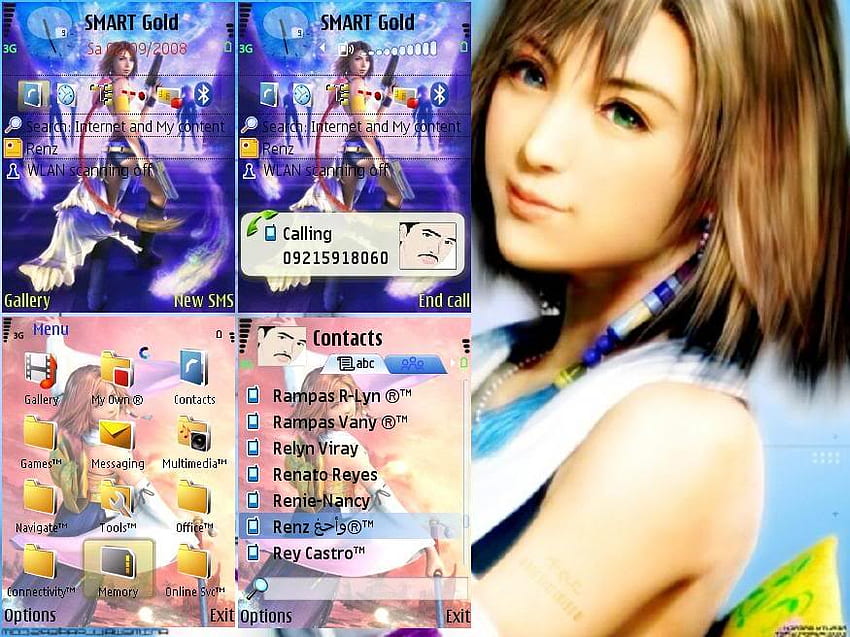 SMART Gold
3G
Sa 02/09/2008
Search: Internet and My content
Renz
WLAN scanning off
Gallery
New SMS
SMART Gold
3G
Search: Internet and My content
Renz
WLAN scanning off
Calling
09215918060
End call
3G
Menu
Gallery
My Own ®
Contacts
Games™
Messaging
Multimedia™
Navigate™
Tools™
Office™
Connectivity™
Memory
Online Svc™
Options
Exit
Contacts
abc
Rampas R-Lyn ®™
Rampas Vany ®™
Relyn Viray
Renato Reyes
Renie-Nancy
Renz وأحغ®™
Rey Castro™
Options
Exit